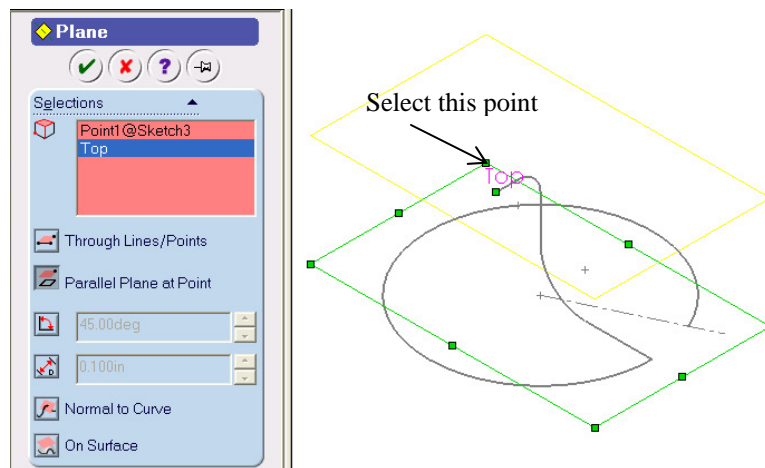 Plane
?
Selections
Point1@Sketch3
Top
Through Lines/Points
Parallel Plane at Point
45.00deg
D
0.100in
Normal to Curve
On Surface
Select this point
Top